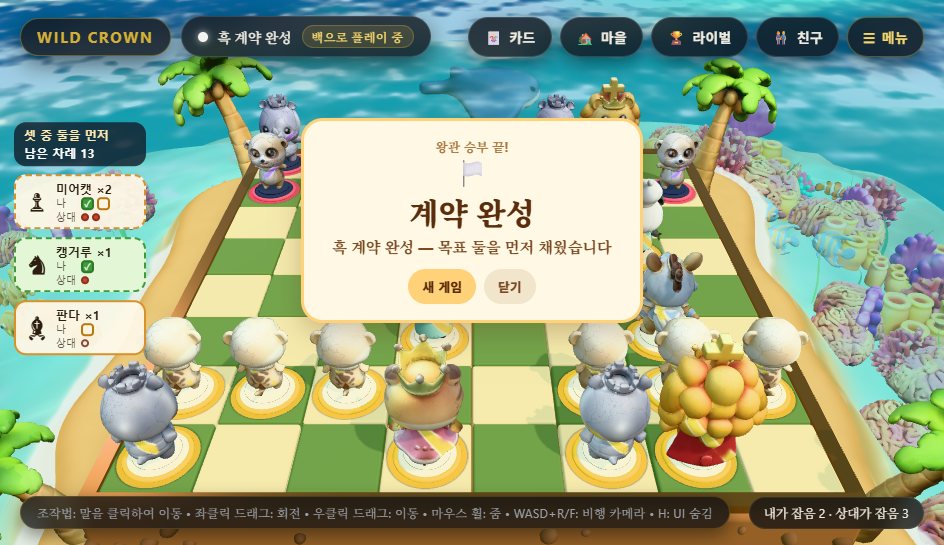 WILD CROWN
흑 계약 완성 백으로 플레이 중
카드
마을
라이벌
친구
☰ 메뉴
셋 중 둘을 먼저
남은 차례 13
미어캣 ×2
나
상대
캥거루 ×1
나
상대
판다 ×1
나
상대
왕관 승부 끝!
계약 완성
흑 계약 완성 — 목표 둘을 먼저 채웠습니다
새 게임
닫기
조작법: 말을 클릭하여 이동 • 좌클릭 드래그: 회전 • 우클릭 드래그: 이동 • 마우스 휠: 줌 • WASD+R/F: 비행 카메라 • H: UI 숨김
내가 잡음 2 · 상대가 잡음 3